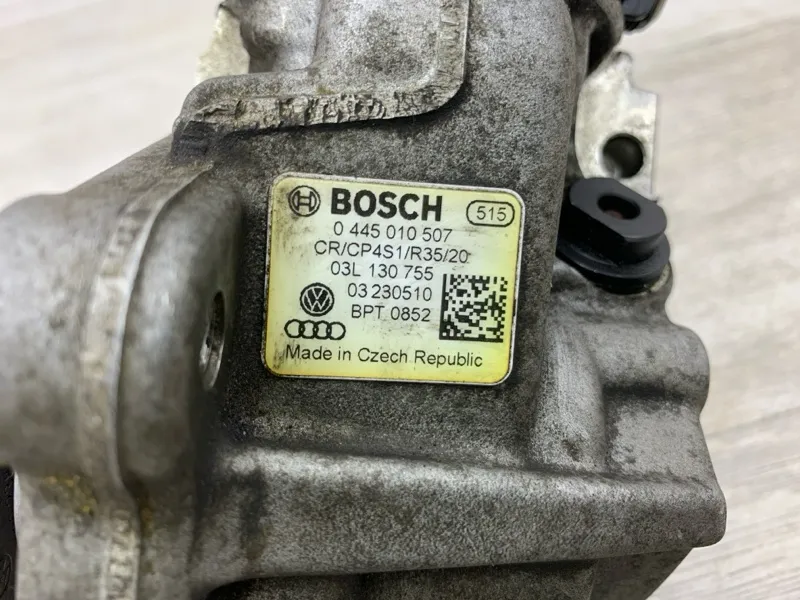 BOSCH 515
0 445 010 507
CR/CP4S1/R35/20
03L 130 755
03 230510
BPT 0852
Made in Czech Republic